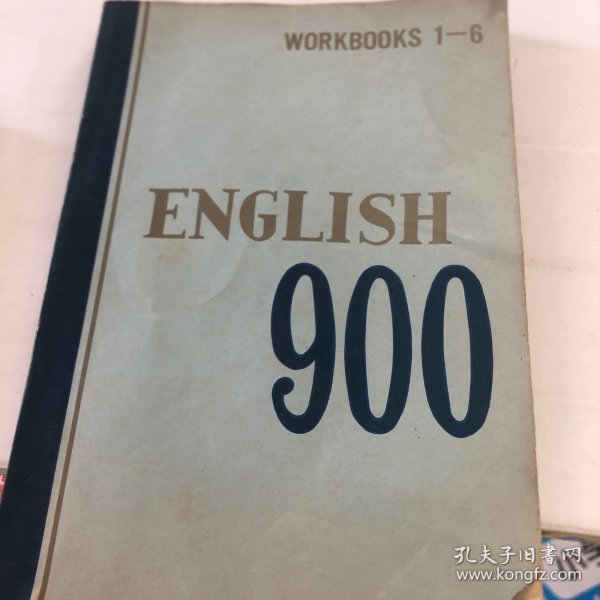 WORKBOOKS 1—6
ENGLISH
900
孔夫子旧书网
www.kongfz.com